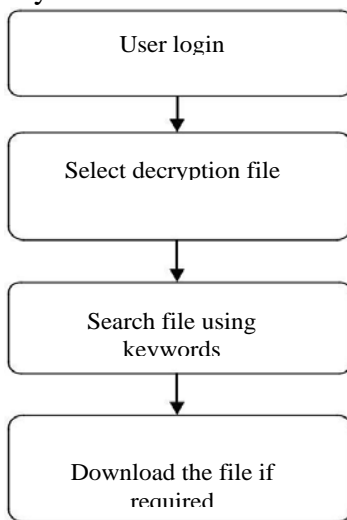 User login
Select decryption file
Search file using
keywords
Download the file if
required